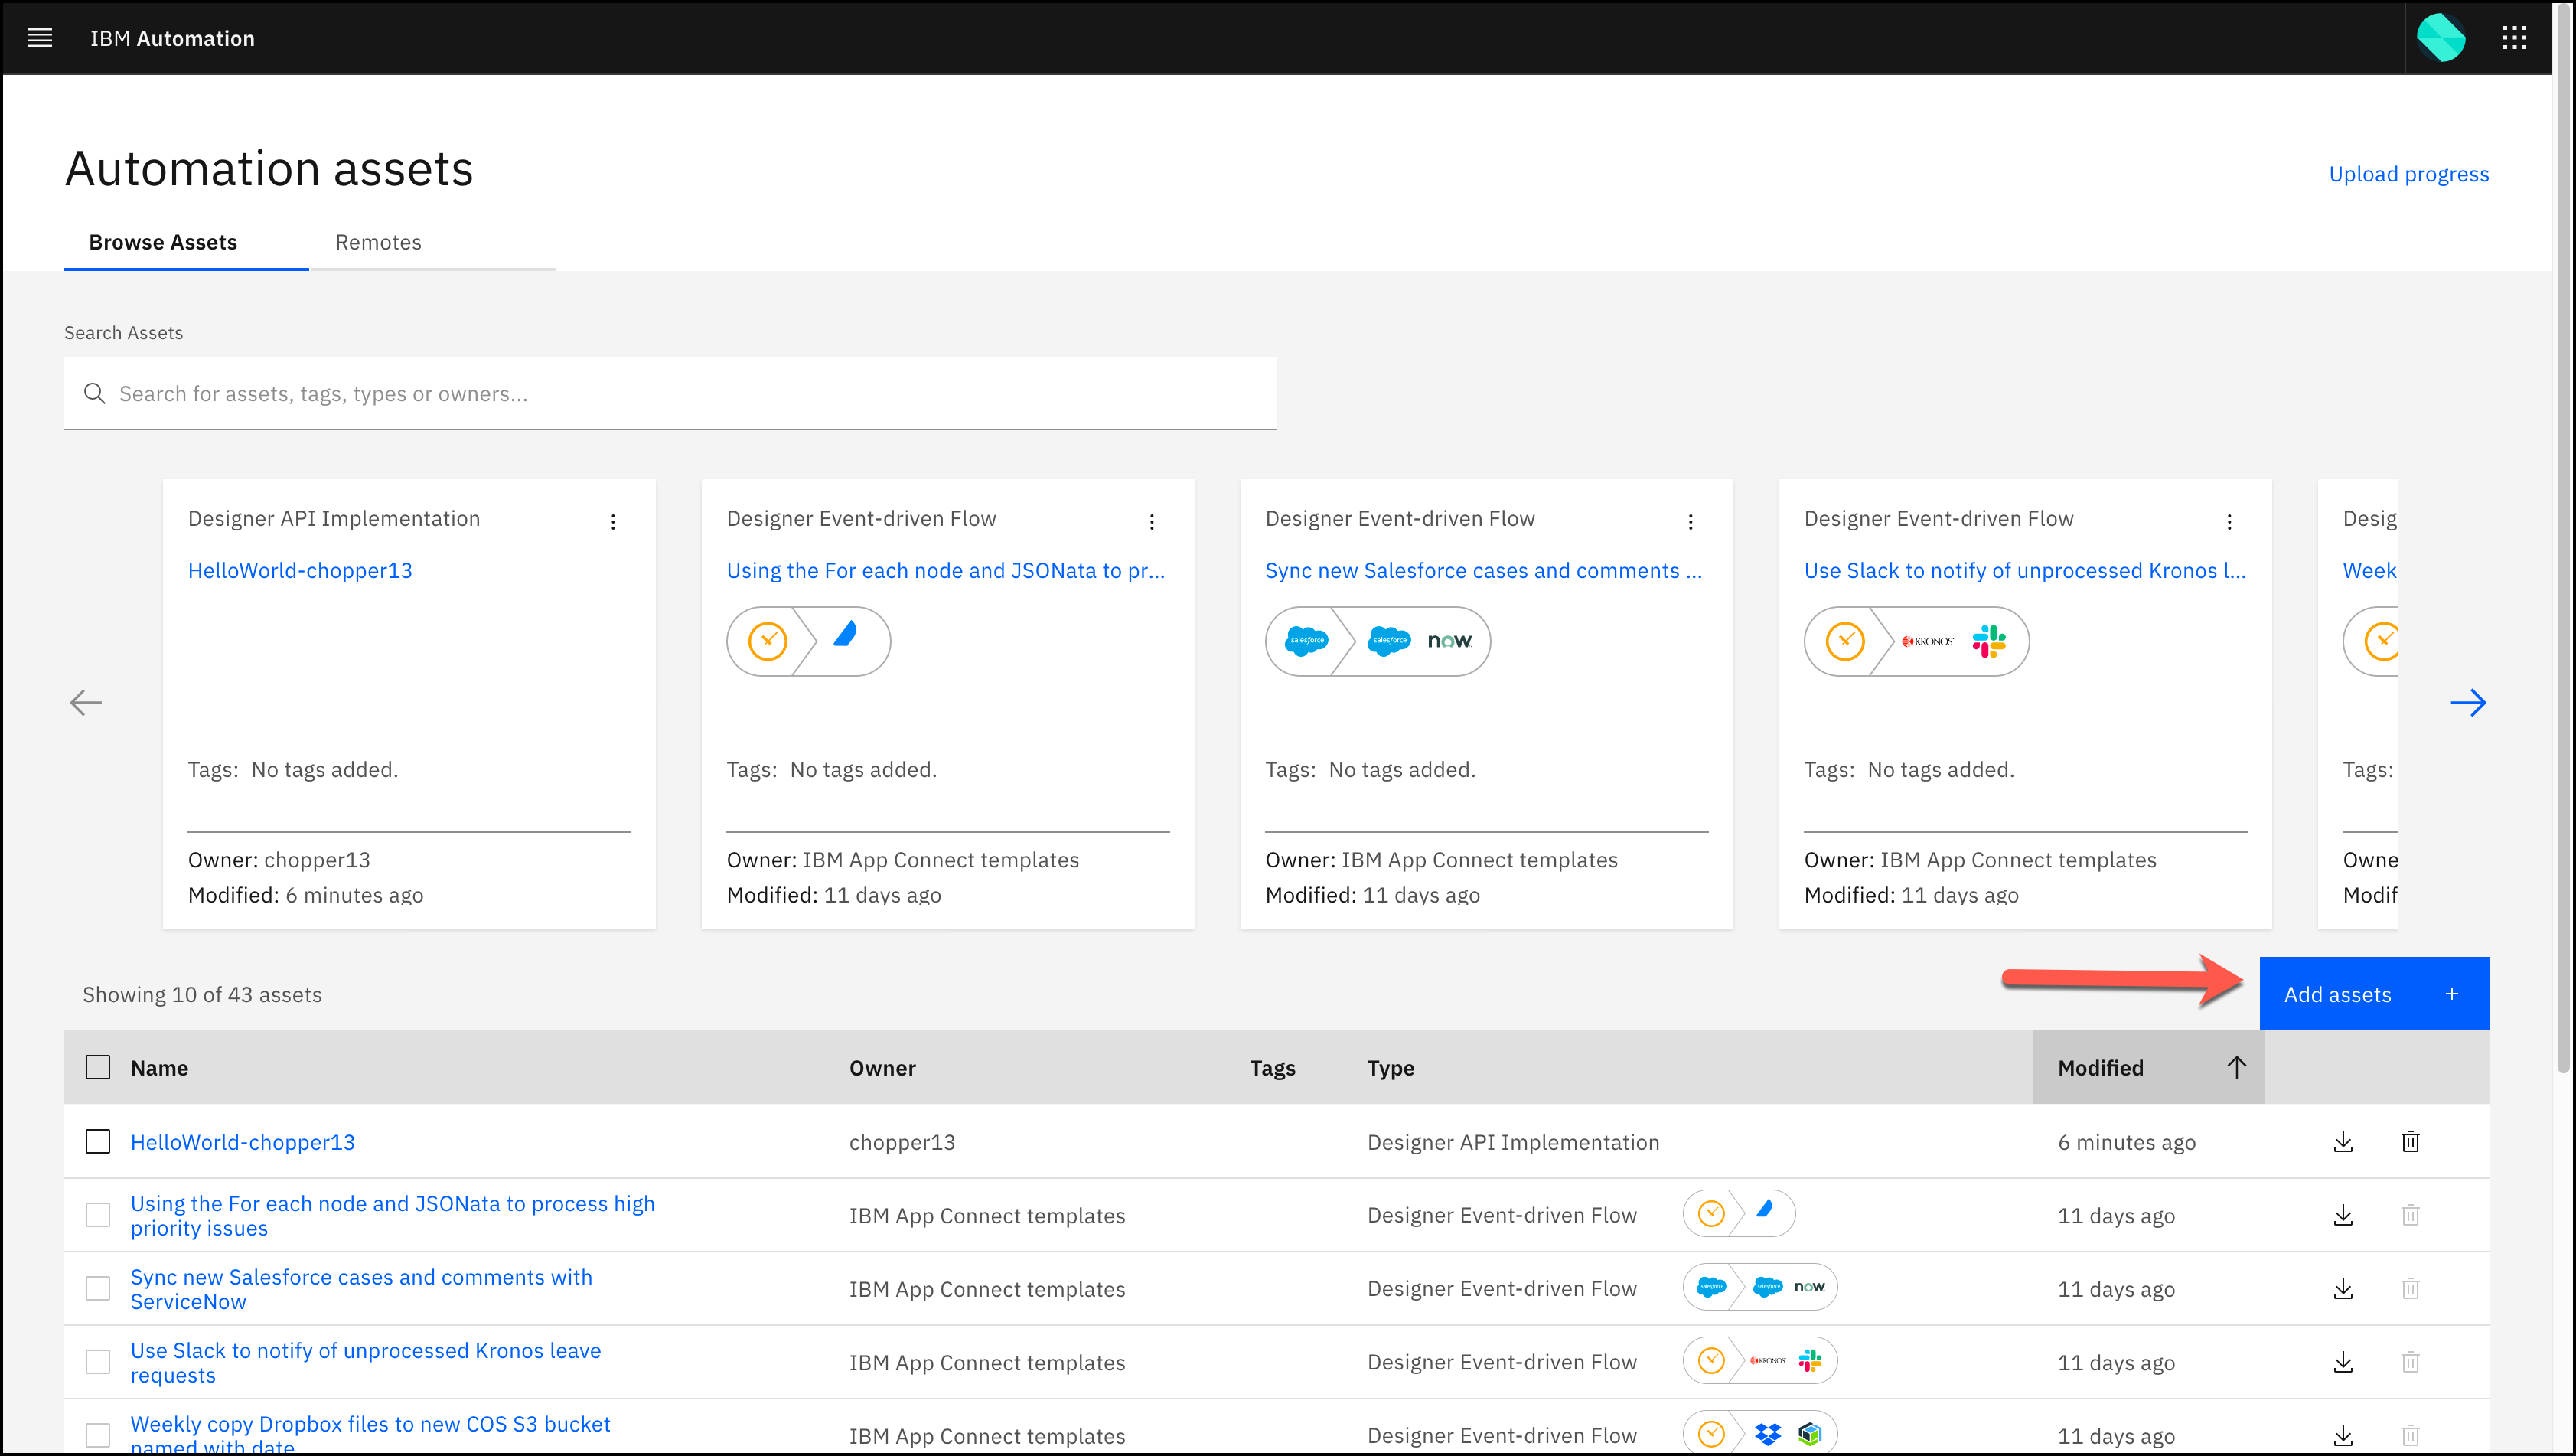 IBM Automation
Automation assets
Upload progress
Browse Assets
Remotes
Search Assets
Search for assets, tags, types or owners...
Designer API Implementation
HelloWorld-chopper13
Tags: No tags added.
Owner: chopper13
Modified: 6 minutes ago
Designer Event-driven Flow
Using the For each node and JSONata to pr...
Tags: No tags added.
Owner: IBM App Connect templates
Modified: 11 days ago
Designer Event-driven Flow
Sync new Salesforce cases and comments ...
salesforce salesforce now
Tags: No tags added.
Owner: IBM App Connect templates
Modified: 11 days ago
Designer Event-driven Flow
Use Slack to notify of unprocessed Kronos l...
KRONOS
Tags: No tags added.
Owner: IBM App Connect templates
Modified: 11 days ago
Desig
Week
Tags:
Owne
Modif
Showing 10 of 43 assets
Add assets +
Name Owner Tags Type Modified
HelloWorld-chopper13 chopper13 Designer API Implementation 6 minutes ago
Using the For each node and JSONata to process high
priority issues
IBM App Connect templates Designer Event-driven Flow 11 days ago
Sync new Salesforce cases and comments with
ServiceNow
IBM App Connect templates Designer Event-driven Flow salesforce salesforce now 11 days ago
Use Slack to notify of unprocessed Kronos leave
requests
IBM App Connect templates Designer Event-driven Flow KRONOS 11 days ago
Weekly copy Dropbox files to new COS S3 bucket
named with date
IBM App Connect templates Designer Event-driven Flow 11 days ago